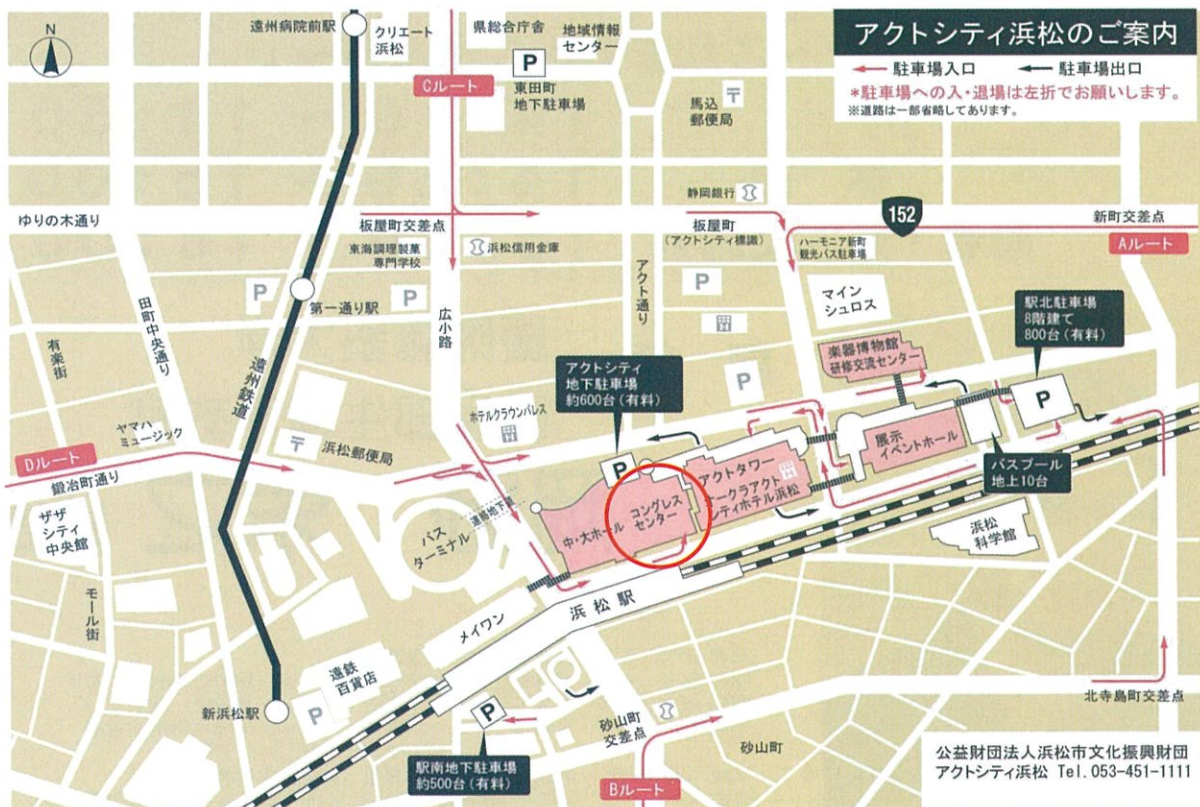 アクトシティ浜松のご案内
駐車場入口
駐車場出口
*駐車場への入・退場は左折でお願いします。
※道路は一部省略してあります。
N
遠州病院前駅
クリエート
浜松
県総合庁舎
地域情報
センター
P
東田町
地下駐車場
Cルート
馬込
郵便局
静岡銀行
152
ゆりの木通り
板屋町交差点
板屋町
(アクトシティ標識)
新町交差点
Aルート
東海調理製菓
専門学校
浜松信用金庫
ハーモニア新町
観光バス駐車場
P
第一通り駅
P
P
アクト通り
マイン
シュロス
駅北駐車場
8階建て
800台(有料)
田町中央通り
有楽街
広小路
遠州鉄道
楽器博物館
研修交流センター
アクトシティ
地下駐車場
約600台(有料)
P
P
ヤマハ
ミュージック
ホテルクラウンパレス
Dルート
鍛冶町通り
浜松郵便局
P
展示
イベントホール
アクトタワー
オークラアクト
シティホテル浜松
バスプール
地上10台
コングレス
センター
中・大ホール
連絡地下道
バス
ターミナル
ザザ
シティ
中央館
浜松
科学館
モール街
浜松駅
メイワン
遠鉄
百貨店
新浜松駅
P
P
砂山町
交差点
北寺島町交差点
駅南地下駐車場
約500台(有料)
砂山町
Bルート
公益財団法人浜松市文化振興財団
アクトシティ浜松 Tel. 053-451-1111